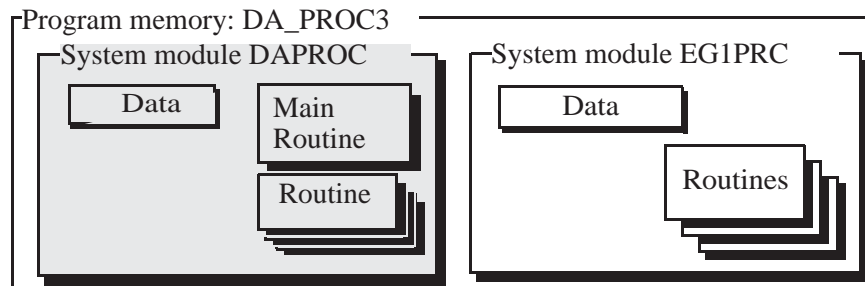 Program memory: DA_PROC3
System module DAPROC
System module EG1PRC
Data
Main
Routine
Data
Routine
Routines